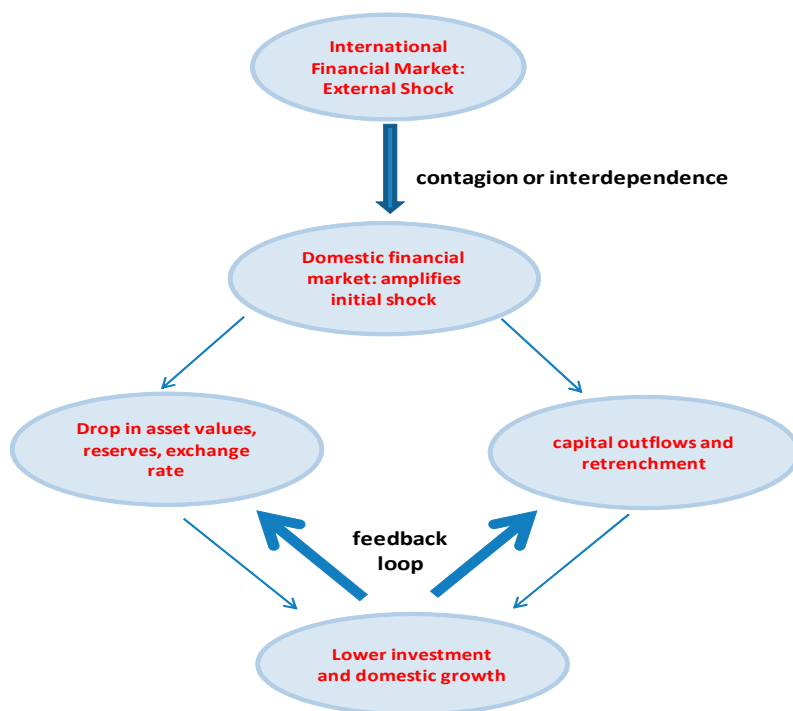 International
Financial Market:
External Shock
contagion or interdependence
Domestic financial
market: amplifies
initial shock
Drop in asset values,
reserves, exchange
rate
capital outflows and
retrenchment
feedback
loop
Lower investment
and domestic growth